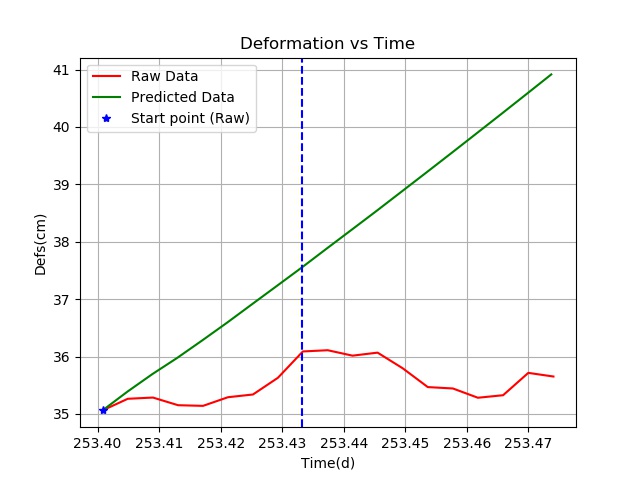 Deformation vs Time
Raw Data
Predicted Data
Start point (Raw)
Defs(cm)
41
40
39
38
37
36
35
253.40 253.41 253.42 253.43 253.44 253.45 253.46 253.47
Time(d)